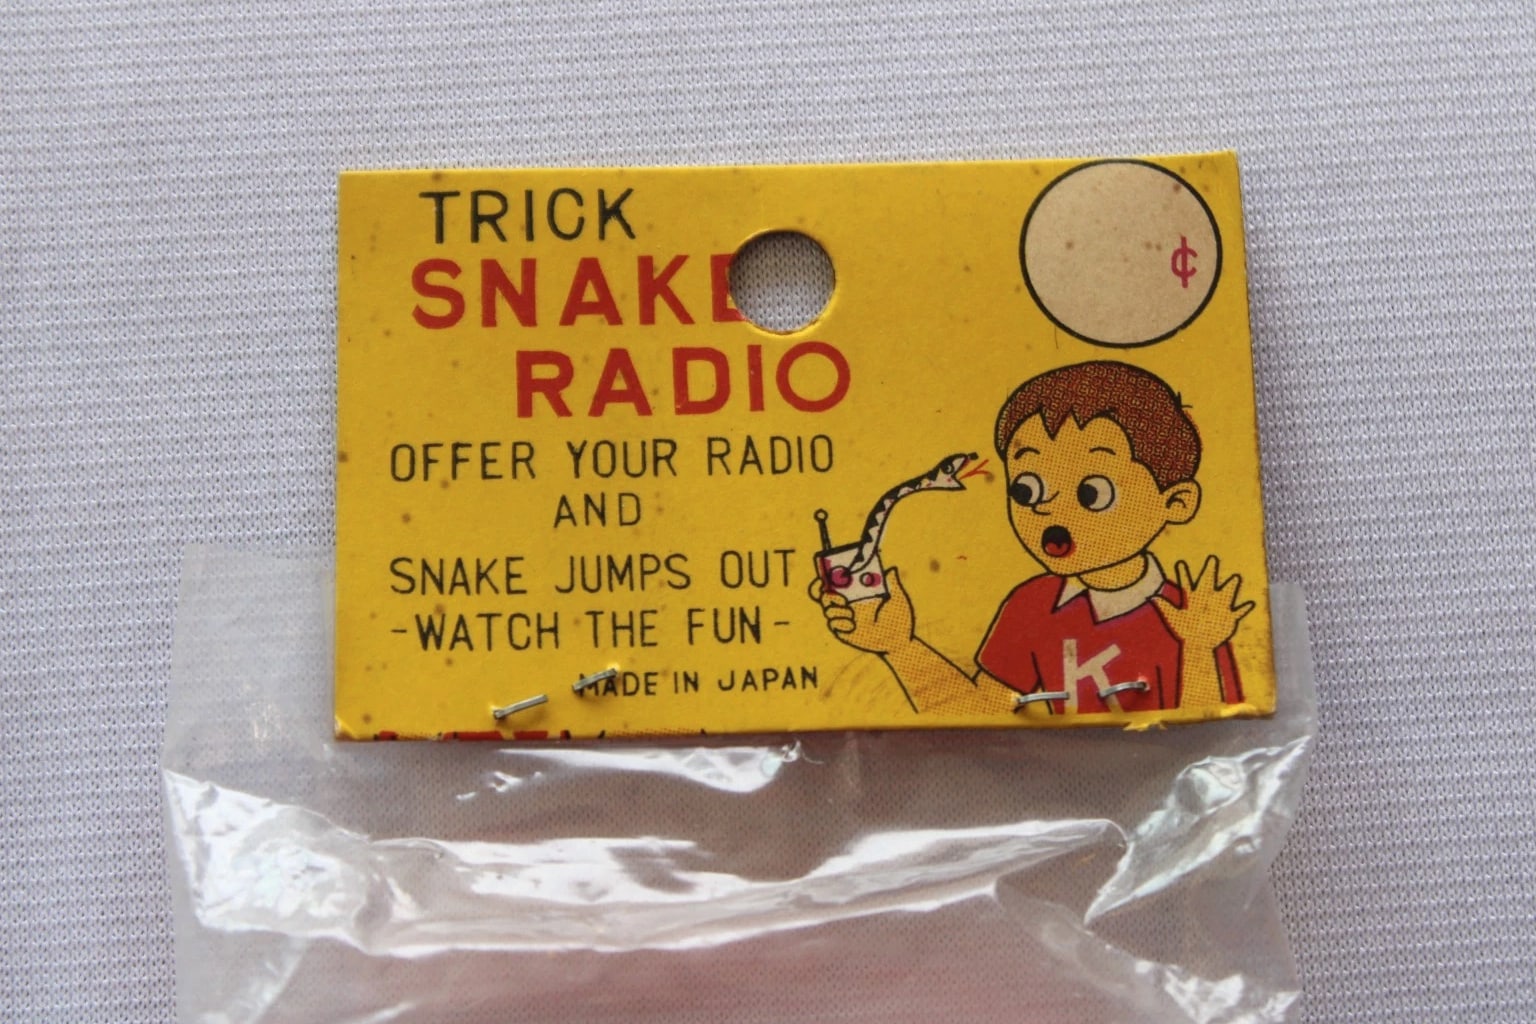 TRICK
SNAKE
RADIO
¢
OFFER YOUR RADIO
AND
SNAKE JUMPS OUT
-WATCH THE FUN-
MADE IN JAPAN
K